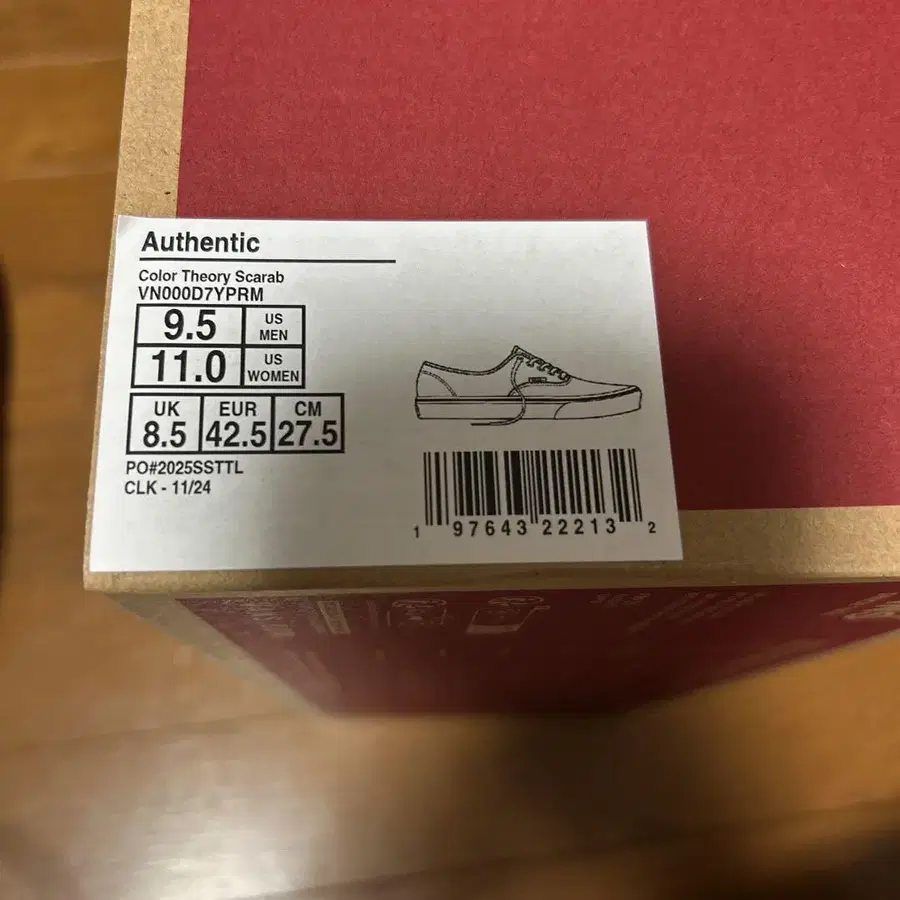 Authentic
Color Theory Scarab
VN000D7YPRM
9.5 US MEN
11.0 US WOMEN
UK EUR CM
8.5 42.5 27.5
PO#2025SSTTL
CLK - 11/24
1 97643 22213 2